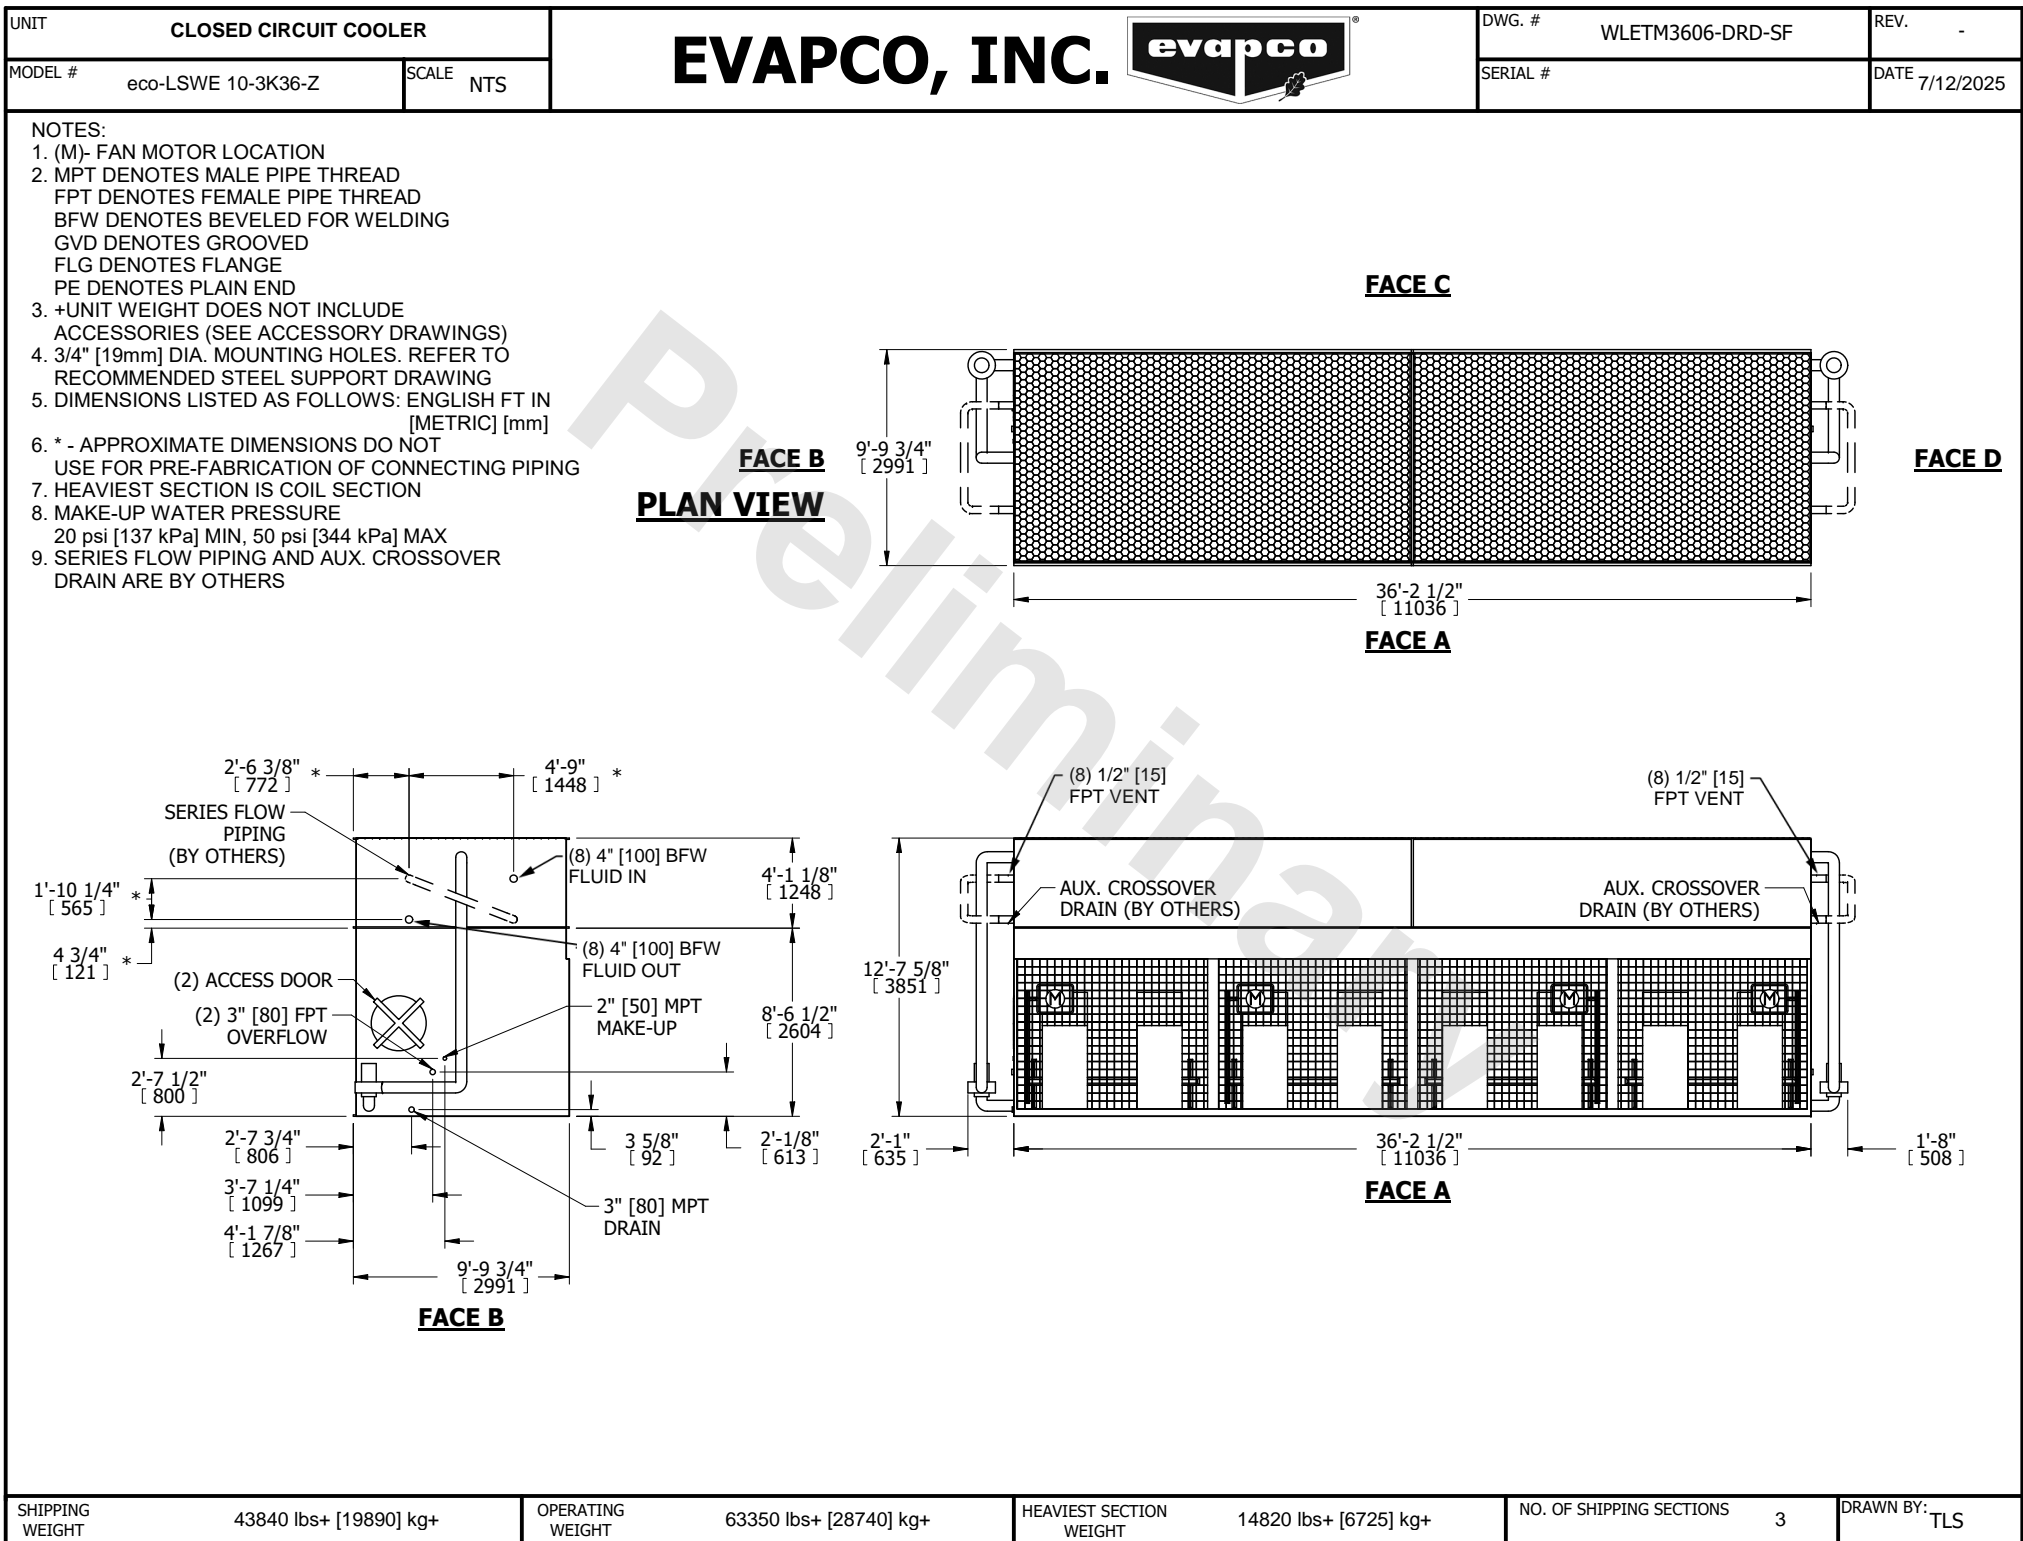 UNIT
CLOSED CIRCUIT COOLER
MODEL #
eco-LSWE 10-3K36-Z
SCALE
NTS
EVAPCO, INC.
evapco
®
DWG. #
WLETM3606-DRD-SF
REV.
-
SERIAL #
DATE
7/12/2025
NOTES:
1. (M)- FAN MOTOR LOCATION
2. MPT DENOTES MALE PIPE THREAD
FPT DENOTES FEMALE PIPE THREAD
BFW DENOTES BEVELED FOR WELDING
GVD DENOTES GROOVED
FLG DENOTES FLANGE
PE DENOTES PLAIN END
3. +UNIT WEIGHT DOES NOT INCLUDE
ACCESSORIES (SEE ACCESSORY DRAWINGS)
4. 3/4" [19mm] DIA. MOUNTING HOLES. REFER TO
RECOMMENDED STEEL SUPPORT DRAWING
5. DIMENSIONS LISTED AS FOLLOWS: ENGLISH FT IN
[METRIC] [mm]
6. * - APPROXIMATE DIMENSIONS DO NOT
USE FOR PRE-FABRICATION OF CONNECTING PIPING
7. HEAVIEST SECTION IS COIL SECTION
8. MAKE-UP WATER PRESSURE
20 psi [137 kPa] MIN, 50 psi [344 kPa] MAX
9. SERIES FLOW PIPING AND AUX. CROSSOVER
DRAIN ARE BY OTHERS
Preliminary
FACE C
FACE B
PLAN VIEW
9'-9 3/4"
[ 2991 ]
FACE D
36'-2 1/2"
[ 11036 ]
FACE A
2'-6 3/8" *
[ 772 ]
4'-9" *
[ 1448 ]
SERIES FLOW
PIPING
(BY OTHERS)
(8) 4" [100] BFW
FLUID IN
1'-10 1/4" *
[ 565 ]
4'-1 1/8"
[ 1248 ]
4 3/4" *
[ 121 ]
(8) 4" [100] BFW
FLUID OUT
(2) ACCESS DOOR
(2) 3" [80] FPT
OVERFLOW
2" [50] MPT
MAKE-UP
8'-6 1/2"
[ 2604 ]
2'-7 1/2"
[ 800 ]
2'-7 3/4"
[ 806 ]
3 5/8"
[ 92 ]
2'-1/8"
[ 613 ]
3'-7 1/4"
[ 1099 ]
3" [80] MPT
DRAIN
4'-1 7/8"
[ 1267 ]
9'-9 3/4"
[ 2991 ]
FACE B
(8) 1/2" [15]
FPT VENT
(8) 1/2" [15]
FPT VENT
AUX. CROSSOVER
DRAIN (BY OTHERS)
AUX. CROSSOVER
DRAIN (BY OTHERS)
12'-7 5/8"
[ 3851 ]
M
M
M
M
2'-1"
[ 635 ]
36'-2 1/2"
[ 11036 ]
1'-8"
[ 508 ]
FACE A
SHIPPING
WEIGHT
43840 lbs+ [19890] kg+
OPERATING
WEIGHT
63350 lbs+ [28740] kg+
HEAVIEST SECTION
WEIGHT
14820 lbs+ [6725] kg+
NO. OF SHIPPING SECTIONS
3
DRAWN BY:
TLS